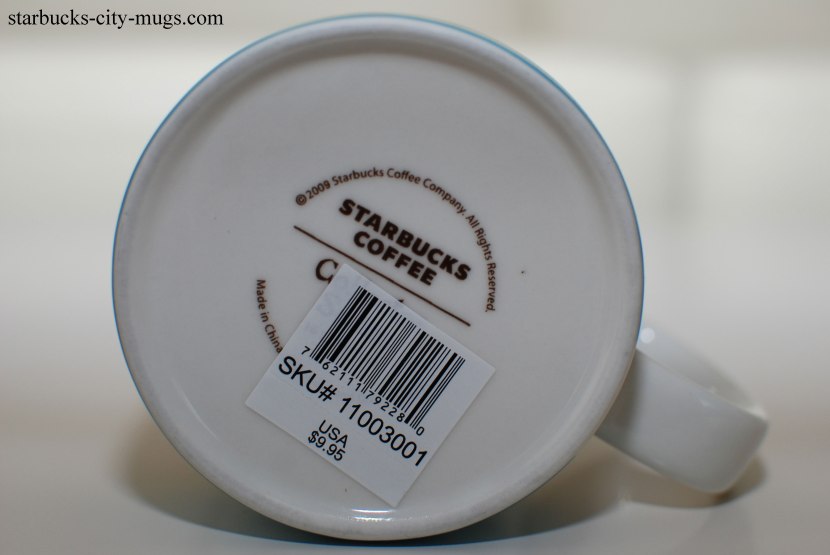 starbucks-city-mugs.com
©2009 Starbucks Coffee Company. All Rights Reserved.
STARBUCKS
COFFEE
Made in China
7 62111 79228 0
SKU# 11003001
USA
$9.95